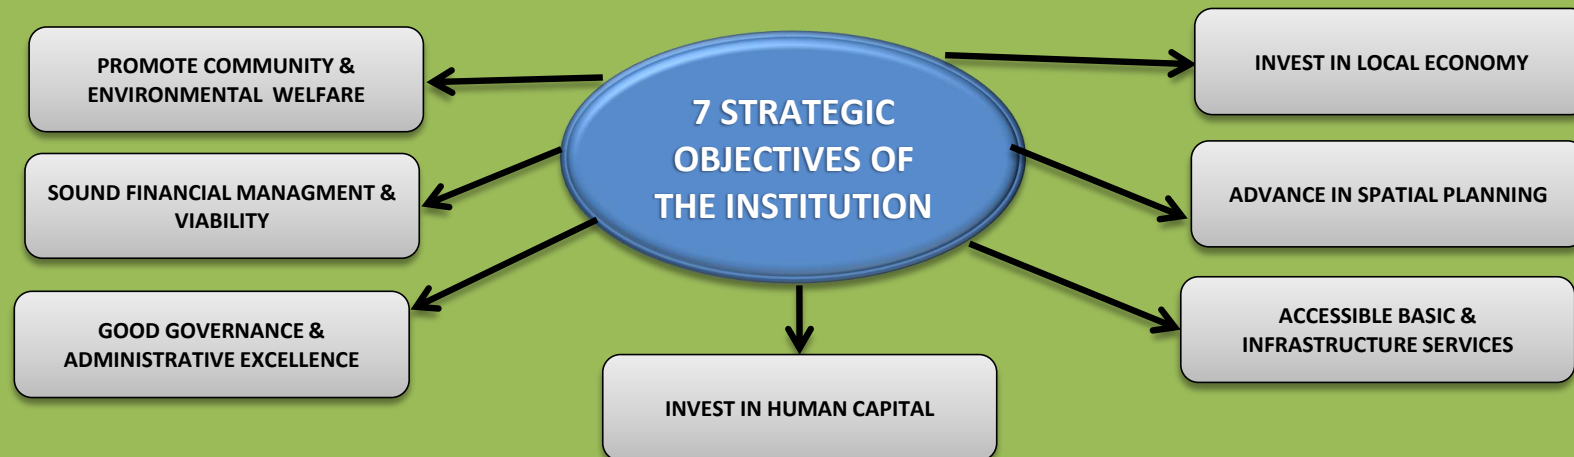 7 STRATEGIC
OBJECTIVES OF
THE INSTITUTION
PROMOTE COMMUNITY &
ENVIRONMENTAL WELFARE
SOUND FINANCIAL MANAGMENT &
VIABILITY
GOOD GOVERNANCE &
ADMINISTRATIVE EXCELLENCE
INVEST IN HUMAN CAPITAL
INVEST IN LOCAL ECONOMY
ADVANCE IN SPATIAL PLANNING
ACCESSIBLE BASIC &
INFRASTRUCTURE SERVICES